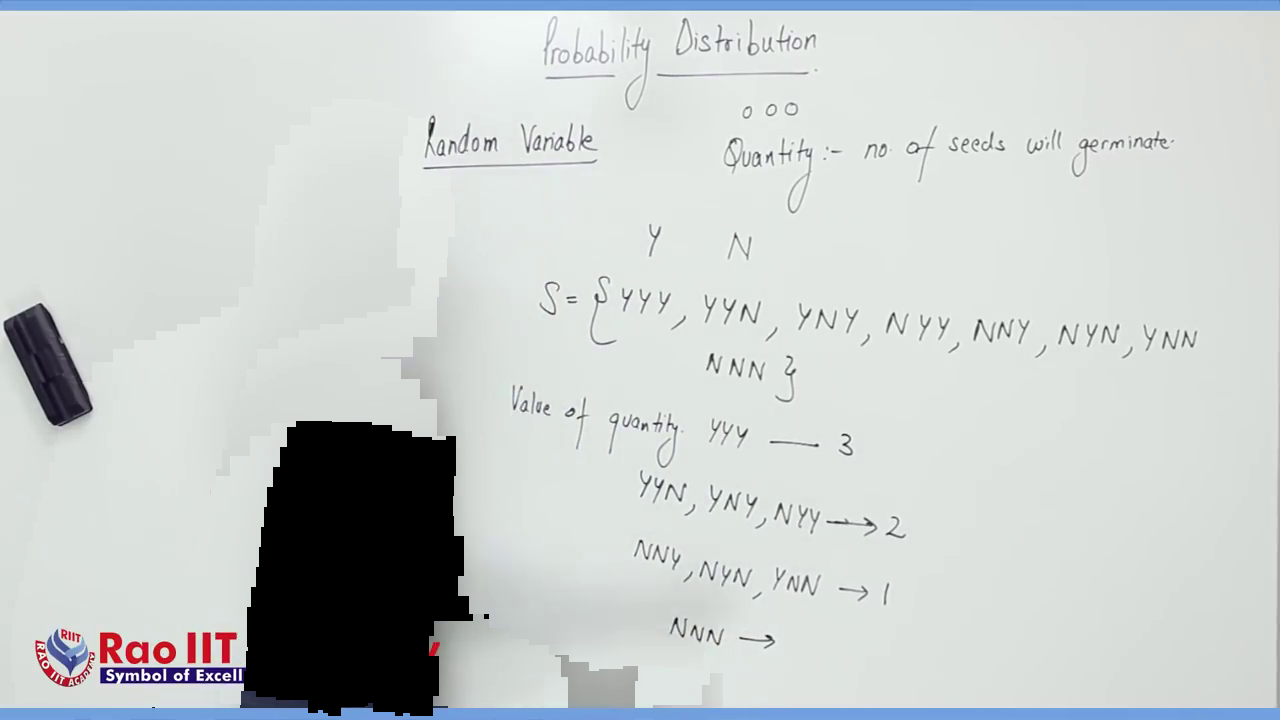 Probability Distribution
Random Variable
o o o
Quantity :- no. of seeds will germinate.
Y N
S = { YYY, YYN, YNY, NYY, NNY, NYN, YNN
NNN }
Value of quantity. YYY — 3
YYN, YNY, NYY → 2
NNY, NYN, YNN → 1
NNN →
RIIT
RAO IIT ACADEMY
Rao IIT
Symbol of Excell